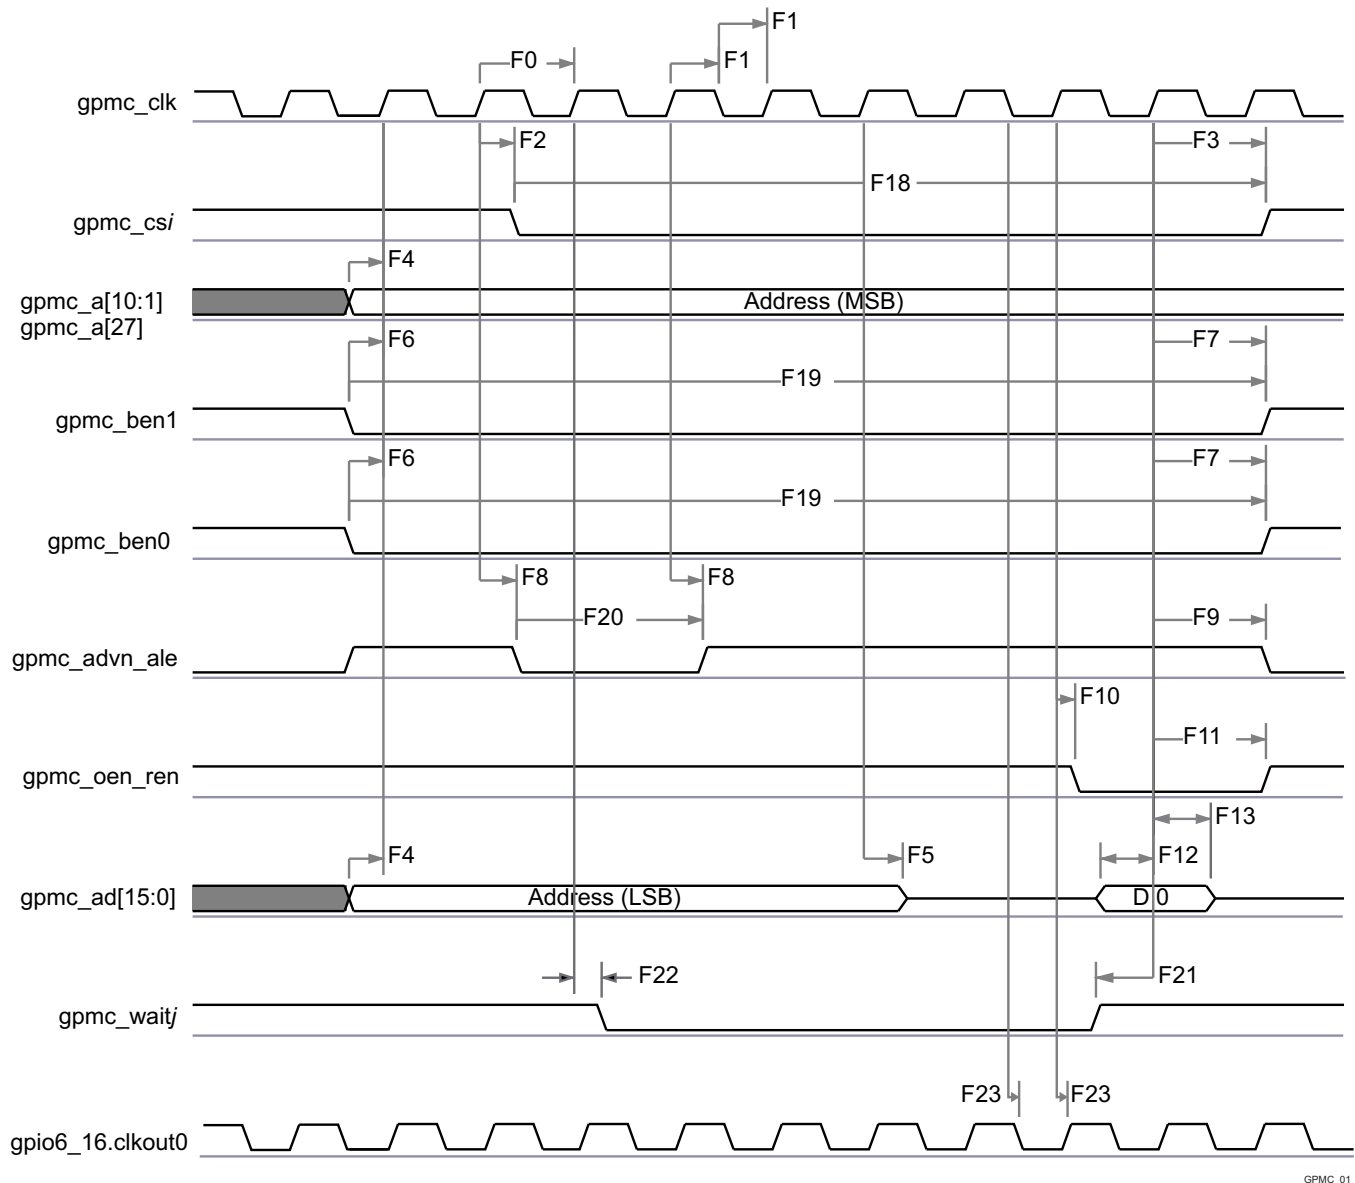 F1
F0
F1
gpmc_clk
F2
F3
F18
gpmc_csi
F4
gpmc_a[10:1]
Address (MSB)
gpmc_a[27]
F6
F7
F19
gpmc_ben1
F6
F7
F19
gpmc_ben0
F8
F8
F20
F9
gpmc_advn_ale
F10
F11
gpmc_oen_ren
F13
F4
F5
F12
gpmc_ad[15:0]
Address (LSB)
D 0
F22
F21
gpmc_waitj
F23
F23
gpio6_16.clkout0
GPMC_01